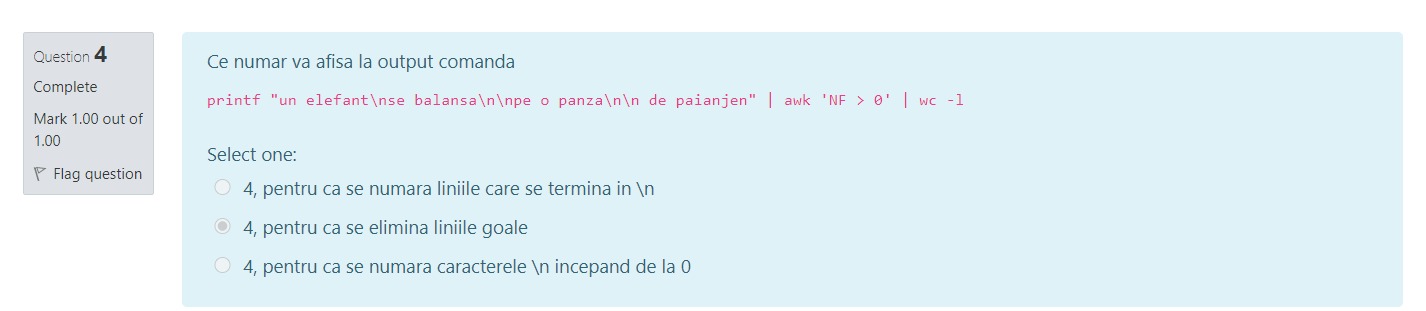 Question 4
Complete
Mark 1.00 out of
1.00
Flag question
Ce numar va afisa la output comanda
printf "un elefant\nse balansa\n\npe o panza\n\n de paianjen" | awk 'NF > 0' | wc -l
Select one:
4, pentru ca se numara liniile care se termina in \n
4, pentru ca se elimina liniile goale
4, pentru ca se numara caracterele \n incepand de la 0